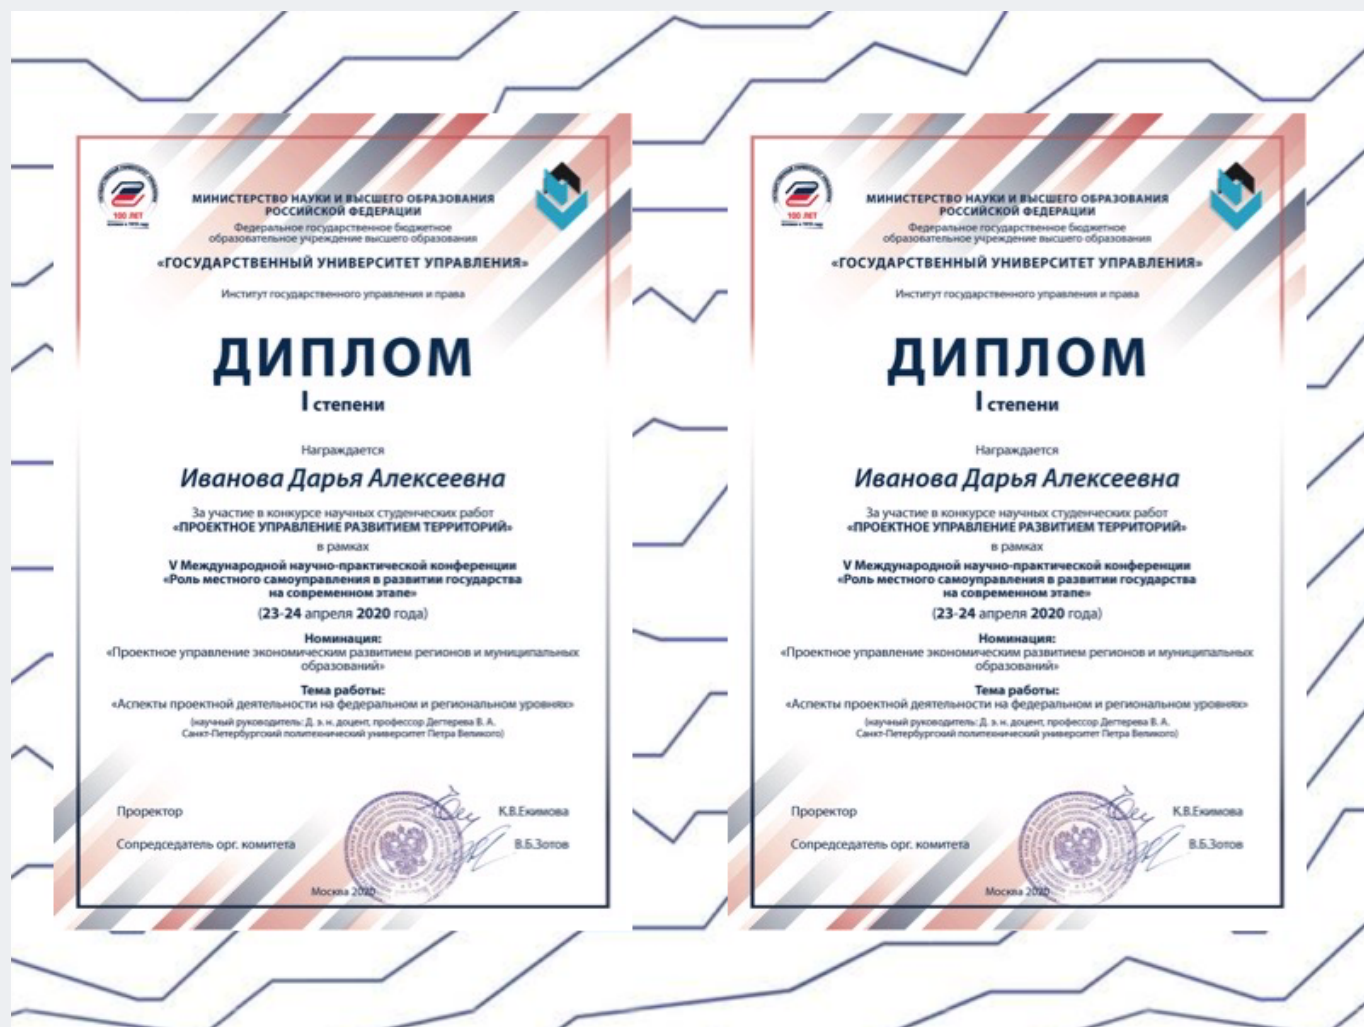 100 ЛЕТ
МИНИСТЕРСТВО НАУКИ И ВЫСШЕГО ОБРАЗОВАНИЯ
РОССИЙСКОЙ ФЕДЕРАЦИИ
Федеральное государственное бюджетное
образовательное учреждение высшего образования
«ГОСУДАРСТВЕННЫЙ УНИВЕРСИТЕТ УПРАВЛЕНИЯ»
Институт государственного управления и права
ДИПЛОМ
I степени
Награждается
Иванова Дарья Алексеевна
За участие в конкурсе научных студенческих работ
«ПРОЕКТНОЕ УПРАВЛЕНИЕ РАЗВИТИЕМ ТЕРРИТОРИЙ»
в рамках
V Международной научно-практической конференции
«Роль местного самоуправления в развитии государства
на современном этапе»
(23-24 апреля 2020 года)
Номинация:
«Проектное управление экономическим развитием регионов и муниципальных
образований»
Тема работы:
«Аспекты проектной деятельности на федеральном и региональном уровнях»
(научный руководитель: Д. э. н. доцент, профессор Дегтерева В. А.
Санкт-Петербургский политехнический университет Петра Великого)
Проректор К.В.Екимова
Сопредседатель орг. комитета В.Б.Зотов
Москва 2020
100 ЛЕТ
МИНИСТЕРСТВО НАУКИ И ВЫСШЕГО ОБРАЗОВАНИЯ
РОССИЙСКОЙ ФЕДЕРАЦИИ
Федеральное государственное бюджетное
образовательное учреждение высшего образования
«ГОСУДАРСТВЕННЫЙ УНИВЕРСИТЕТ УПРАВЛЕНИЯ»
Институт государственного управления и права
ДИПЛОМ
I степени
Награждается
Иванова Дарья Алексеевна
За участие в конкурсе научных студенческих работ
«ПРОЕКТНОЕ УПРАВЛЕНИЕ РАЗВИТИЕМ ТЕРРИТОРИЙ»
в рамках
V Международной научно-практической конференции
«Роль местного самоуправления в развитии государства
на современном этапе»
(23-24 апреля 2020 года)
Номинация:
«Проектное управление экономическим развитием регионов и муниципальных
образований»
Тема работы:
«Аспекты проектной деятельности на федеральном и региональном уровнях»
(научный руководитель: Д. э. н. доцент, профессор Дегтерева В. А.
Санкт-Петербургский политехнический университет Петра Великого)
Проректор К.В.Екимова
Сопредседатель орг. комитета В.Б.Зотов
Москва 2020